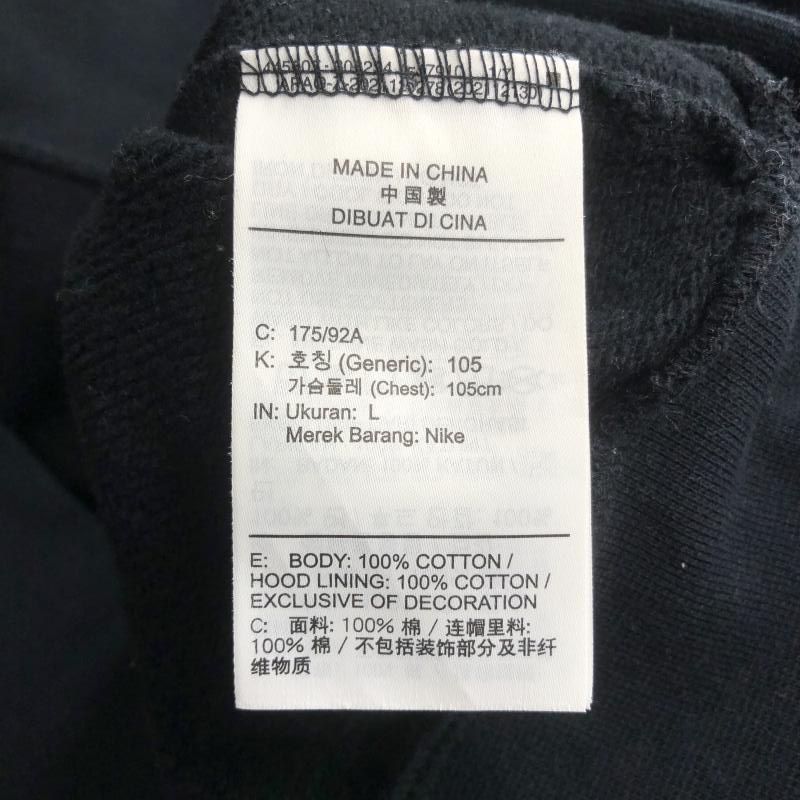 MADE IN CHINA
中国製
DIBUAT DI CINA
C: 175/92A
K: 호칭 (Generic): 105
가슴둘레 (Chest): 105cm
IN: Ukuran: L
Merek Barang: Nike
E: BODY: 100% COTTON /
HOOD LINING: 100% COTTON /
EXCLUSIVE OF DECORATION
C: 面料: 100% 棉 / 连帽里料:
100% 棉 / 不包括装饰部分及非纤
维物质